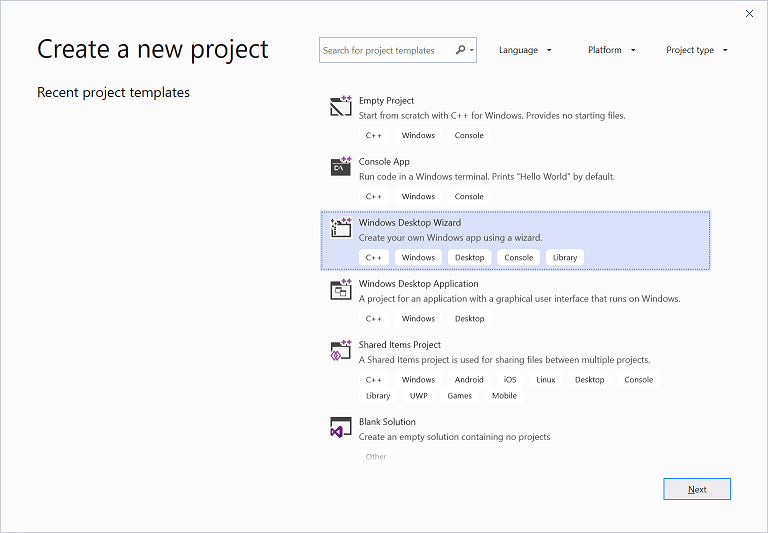 Create a new project
Search for project templates
Language
Platform
Project type
Recent project templates
Empty Project
Start from scratch with C++ for Windows. Provides no starting files.
C++ Windows Console
Console App
Run code in a Windows terminal. Prints "Hello World" by default.
C++ Windows Console
Windows Desktop Wizard
Create your own Windows app using a wizard.
C++ Windows Desktop Console Library
Windows Desktop Application
A project for an application with a graphical user interface that runs on Windows.
C++ Windows Desktop
Shared Items Project
A Shared Items project is used for sharing files between multiple projects.
C++ Windows Android iOS Linux Desktop Console
Library UWP Games Mobile
Blank Solution
Create an empty solution containing no projects
Other
Next